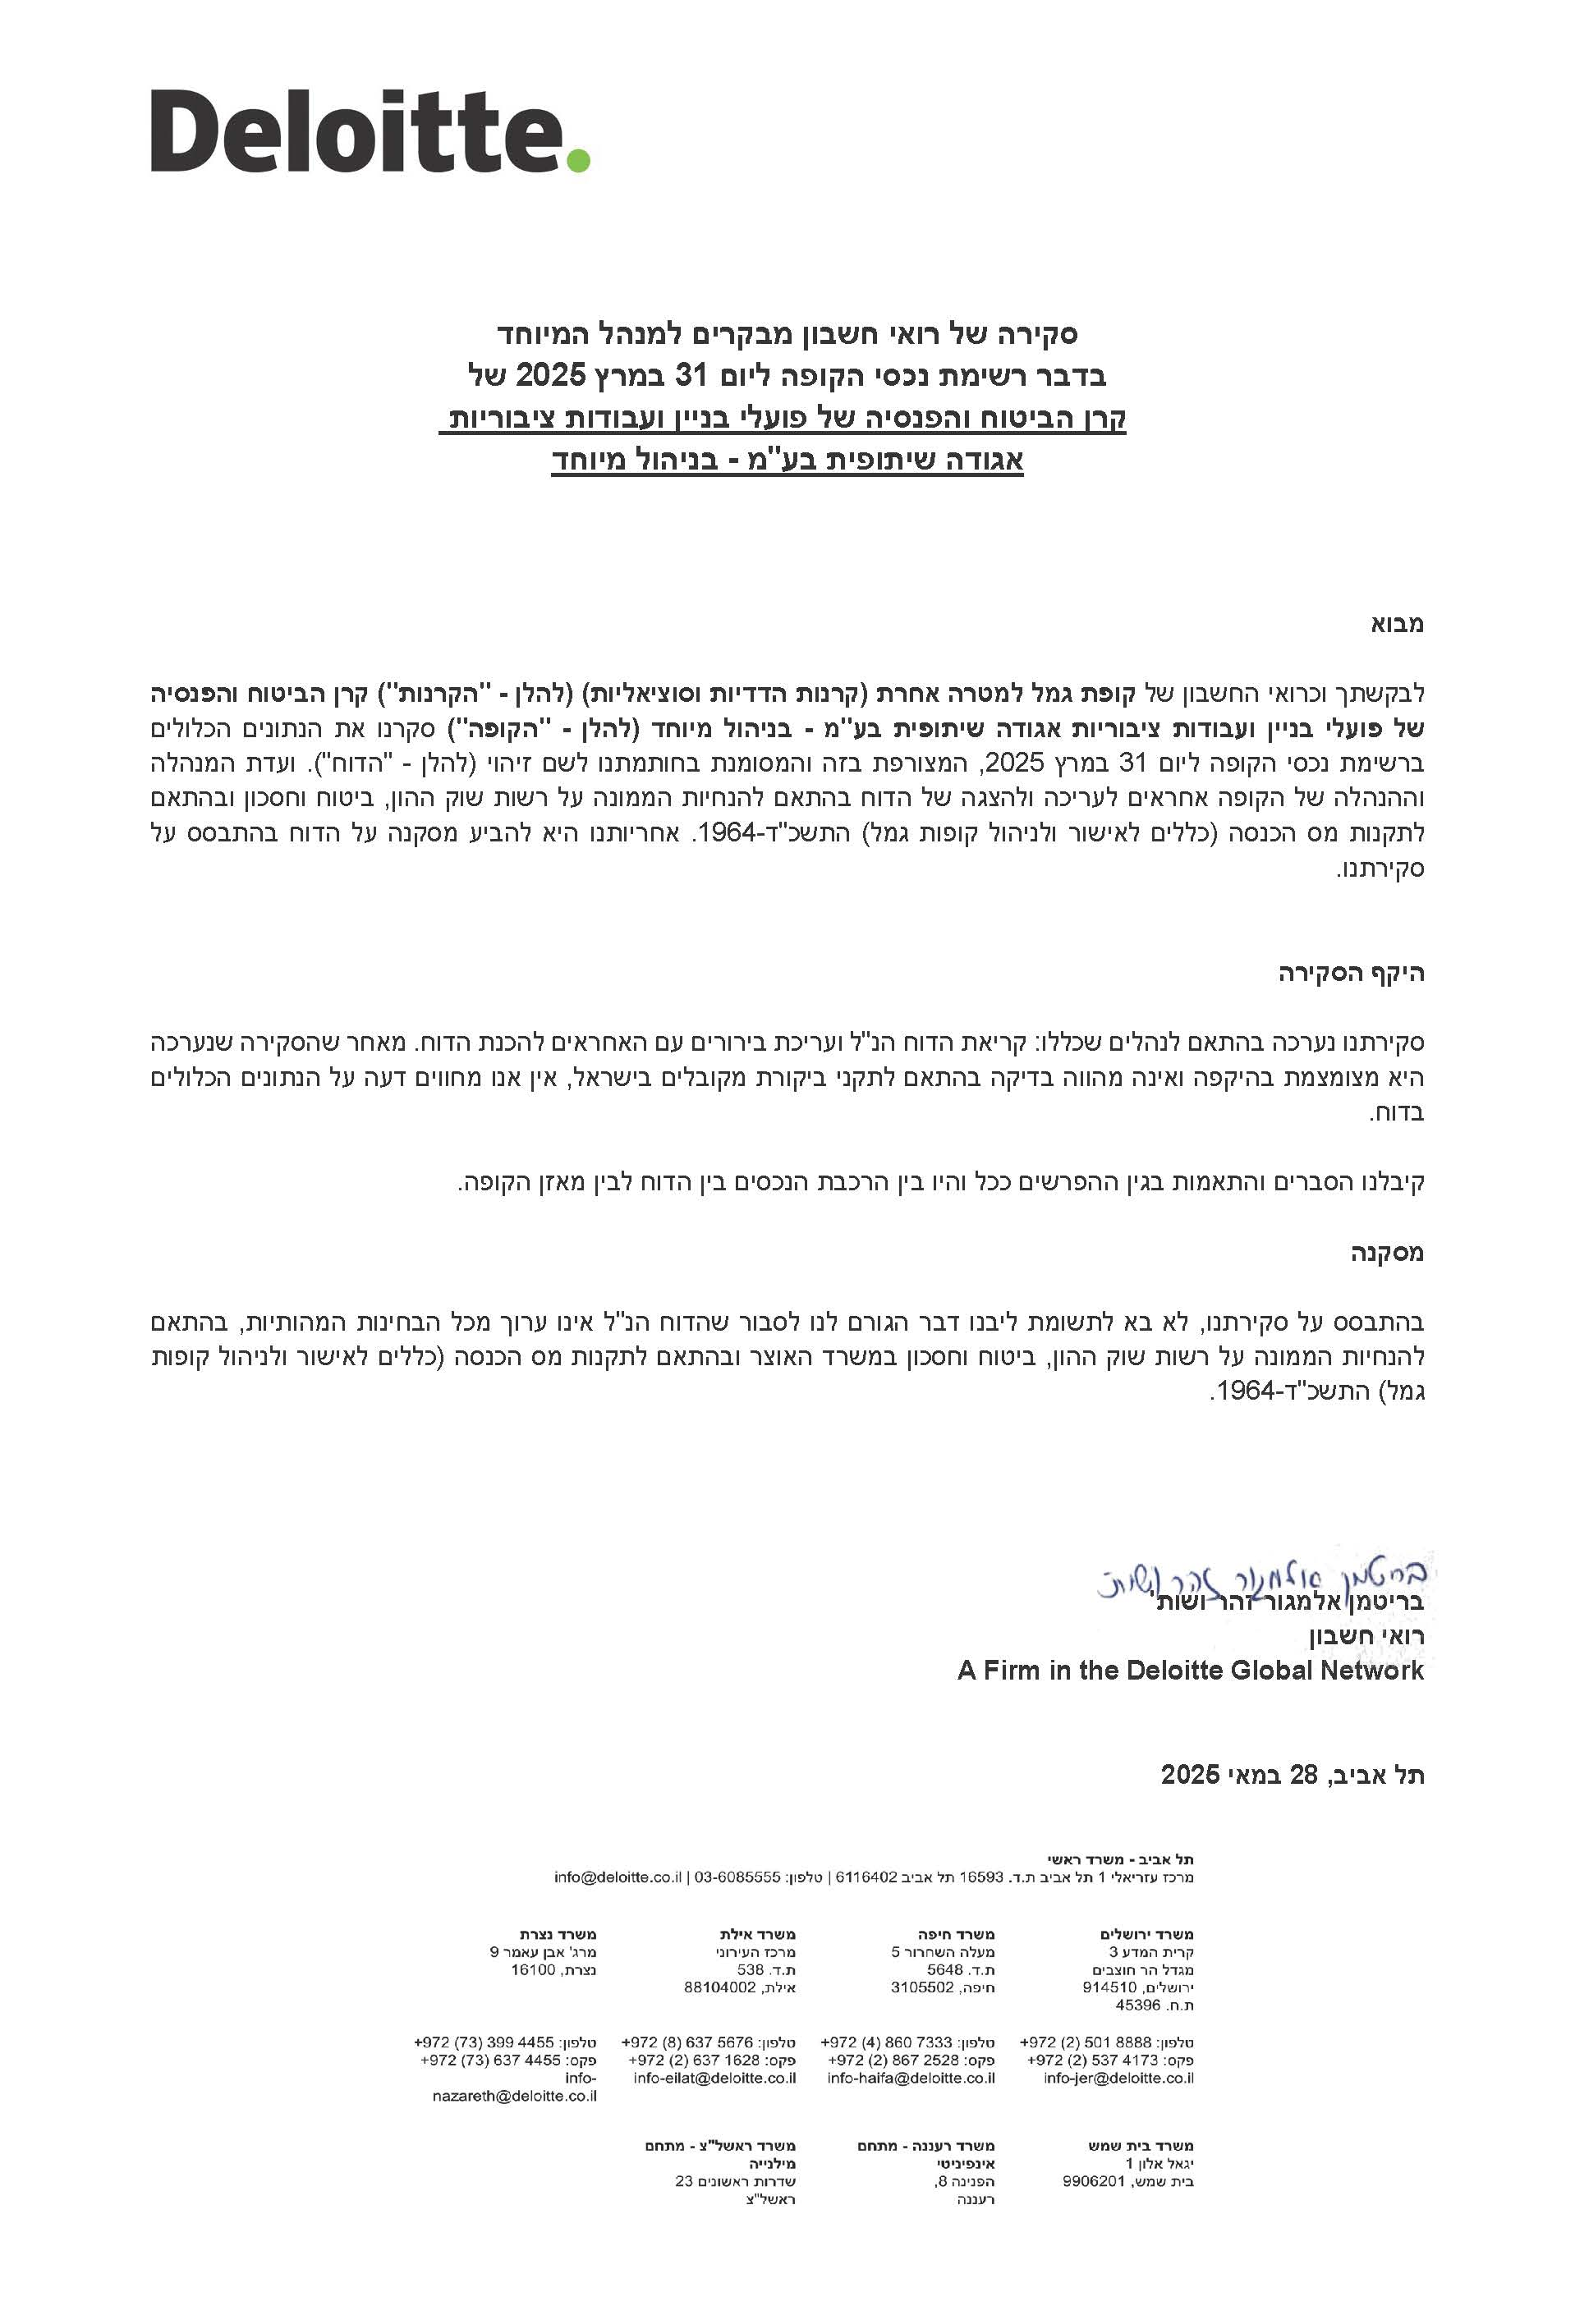 Deloitte.
סקירה של רואי חשבון מבקרים למנהל המיוחד
בדבר רשימת נכסי הקופה ליום 31 במרץ 2025 של
קרן הביטוח והפנסיה של פועלי בניין ועבודות ציבוריות
אגודה שיתופית בע"מ - בניהול מיוחד
מבוא
לבקשתך וכרואי החשבון של קופת גמל למטרה אחרת (קרנות הדדיות וסוציאליות) (להלן - "הקרנות") קרן הביטוח והפנסיה
של פועלי בניין ועבודות ציבוריות אגודה שיתופית בע"מ - בניהול מיוחד (להלן - "הקופה") סקרנו את הנתונים הכלולים
ברשימת נכסי הקופה ליום 31 במרץ 2025, המצורפת בזה והמסומנת בחותמתנו לשם זיהוי (להלן - "הדוח"). ועדת המנהלה
וההנהלה של הקופה אחראים לעריכה ולהצגה של הדוח בהתאם להנחיות הממונה על רשות שוק ההון, ביטוח וחסכון ובהתאם
לתקנות מס הכנסה (כללים לאישור ולניהול קופות גמל) התשכ"ד-1964. אחריותנו היא להביע מסקנה על הדוח בהתבסס על
סקירתנו.
היקף הסקירה
סקירתנו נערכה בהתאם לנהלים שכללו: קריאת הדוח הנ"ל ועריכת בירורים עם האחראים להכנת הדוח. מאחר שהסקירה שנערכה
היא מצומצמת בהיקפה ואינה מהווה בדיקה בהתאם לתקני ביקורת מקובלים בישראל, אין אנו מחווים דעה על הנתונים הכלולים
בדוח.
קיבלנו הסברים והתאמות בגין ההפרשים ככל והיו בין הרכבת הנכסים בין הדוח לבין מאזן הקופה.
מסקנה
בהתבסס על סקירתנו, לא בא לתשומת ליבנו דבר הגורם לנו לסבור שהדוח הנ"ל אינו ערוך מכל הבחינות המהותיות, בהתאם
להנחיות הממונה על רשות שוק ההון, ביטוח וחסכון במשרד האוצר ובהתאם לתקנות מס הכנסה (כללים לאישור ולניהול קופות
גמל) התשכ"ד-1964.
בריטמן אלמגור זהר ושות'
בריטמן אלמגור זהר ושות'
רואי חשבון
A Firm in the Deloitte Global Network
תל אביב, 28 במאי 2025
תל אביב - משרד ראשי
מרכז עזריאלי 1 תל אביב ת.ד. 16593 תל אביב 6116402 | טלפון: 03-6085555 | info@deloitte.co.il
משרד ירושלים
קרית המדע 3
מגדל הר חוצבים
ירושלים, 914510
ת.ח. 45396
טלפון: +972 (2) 501 8888
פקס: +972 (2) 537 4173
info-jer@deloitte.co.il
משרד חיפה
מעלה השחרור 5
ת.ד. 5648
חיפה, 3105502
טלפון: +972 (4) 860 7333
פקס: +972 (2) 867 2528
info-haifa@deloitte.co.il
משרד אילת
מרכז העירוני
ת.ד. 538
אילת, 88104002
טלפון: +972 (8) 637 5676
פקס: +972 (2) 637 1628
info-eilat@deloitte.co.il
משרד נצרת
מרג' אבן עאמר 9
נצרת, 16100
טלפון: +972 (73) 399 4455
פקס: +972 (73) 637 4455
info-
nazareth@deloitte.co.il
משרד בית שמש
יגאל אלון 1
בית שמש, 9906201
משרד רעננה - מתחם
אינפיניטי
הפנינה 8,
רעננה
משרד ראשל"צ - מתחם
מילנייה
שדרות ראשונים 23
ראשל"צ